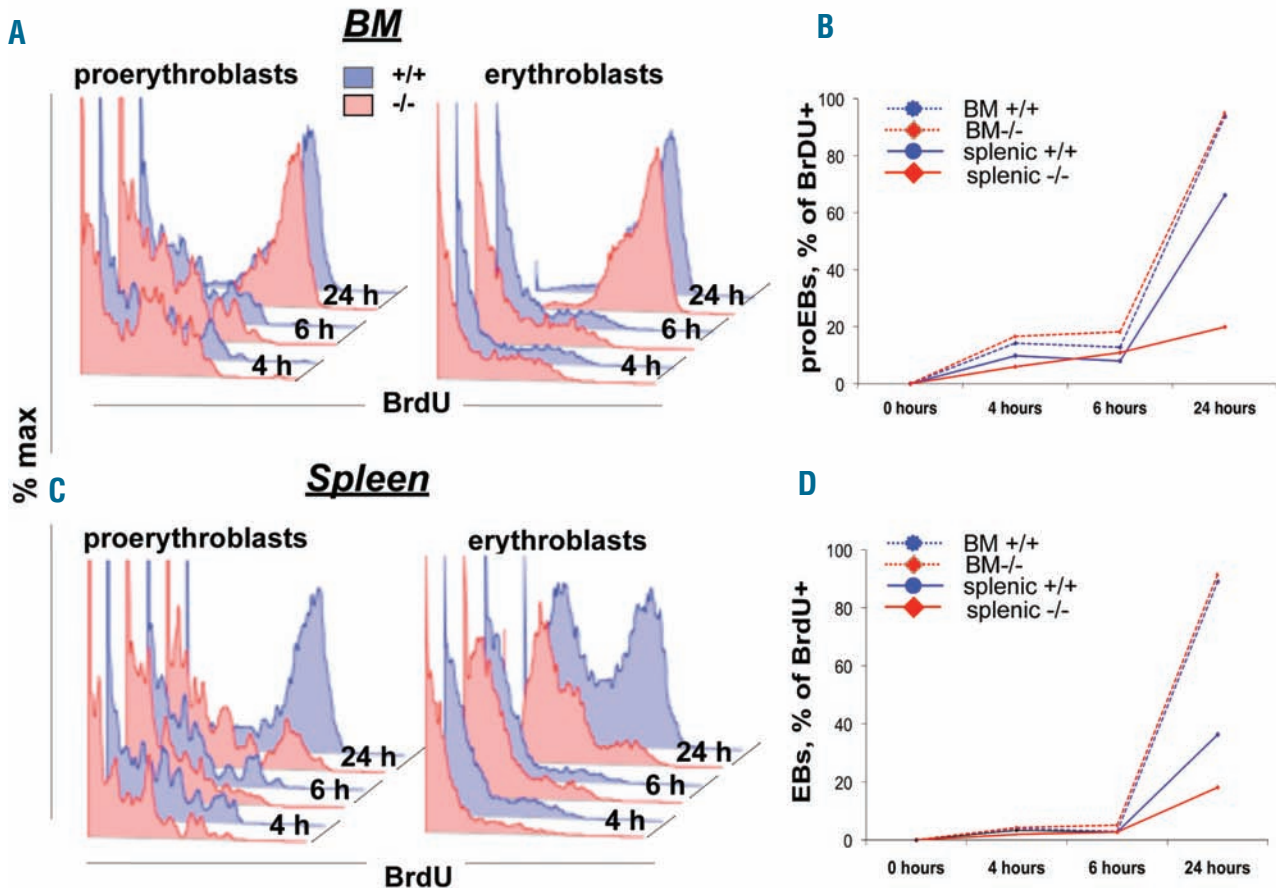 A
BM
proerythroblasts
+/+
-/-
erythroblasts
24 h
6 h
4 h
24 h
6 h
4 h
BrdU
% max
B
proEBs, % of BrDU+
100
80
60
40
20
0
BM +/+
BM-/-
splenic +/+
splenic -/-
0 hours
4 hours
6 hours
24 hours
C
Spleen
proerythroblasts
erythroblasts
24 h
6 h
4 h
24 h
6 h
4 h
BrdU
D
EBs, % of BrdU+
100
80
60
40
20
0
BM +/+
BM-/-
splenic +/+
splenic -/-
0 hours
4 hours
6 hours
24 hours